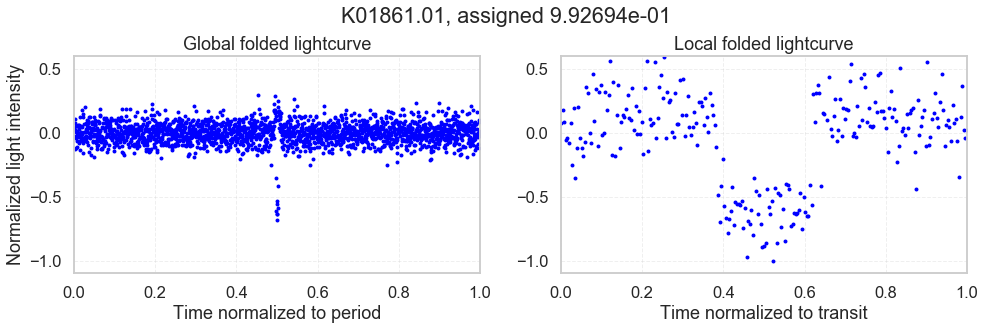 K01861.01, assigned 9.92694e-01
Global folded lightcurve
Normalized light intensity
0.5
0.0
−0.5
−1.0
0.0 0.2 0.4 0.6 0.8 1.0
Time normalized to period
Local folded lightcurve
0.5
0.0
−0.5
−1.0
0.0 0.2 0.4 0.6 0.8 1.0
Time normalized to transit